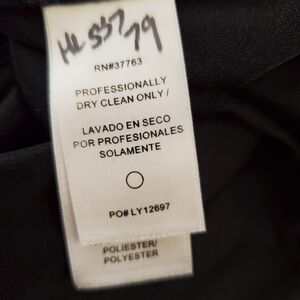 HL 537
79
RN#37763
PROFESSIONALLY
DRY CLEAN ONLY /
LAVADO EN SECO
POR PROFESIONALES
SOLAMENTE
PO# LY12697
POLIESTER/
POLYESTER